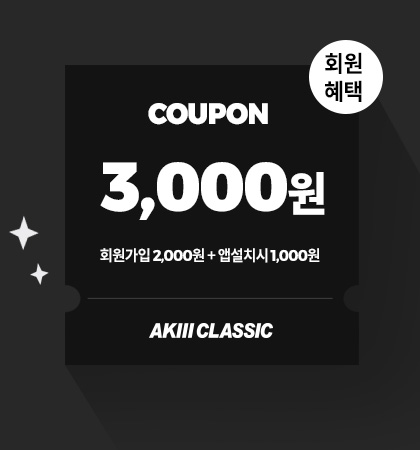 회원
혜택
COUPON
3,000원
회원가입 2,000원 + 앱설치시 1,000원
AKIII CLASSIC